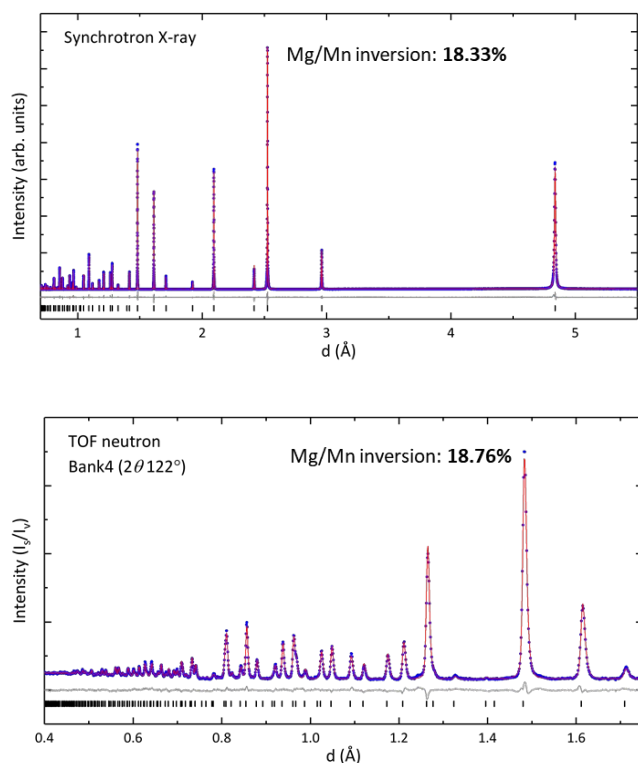 Synchrotron X-ray
Mg/Mn inversion: 18.33%
Intensity (arb. units)
1 2 3 4 5
d (Å)
TOF neutron
Bank4 (2θ 122°)
Mg/Mn inversion: 18.76%
Intensity (Is/Iv)
0.4 0.6 0.8 1.0 1.2 1.4 1.6
d (Å)